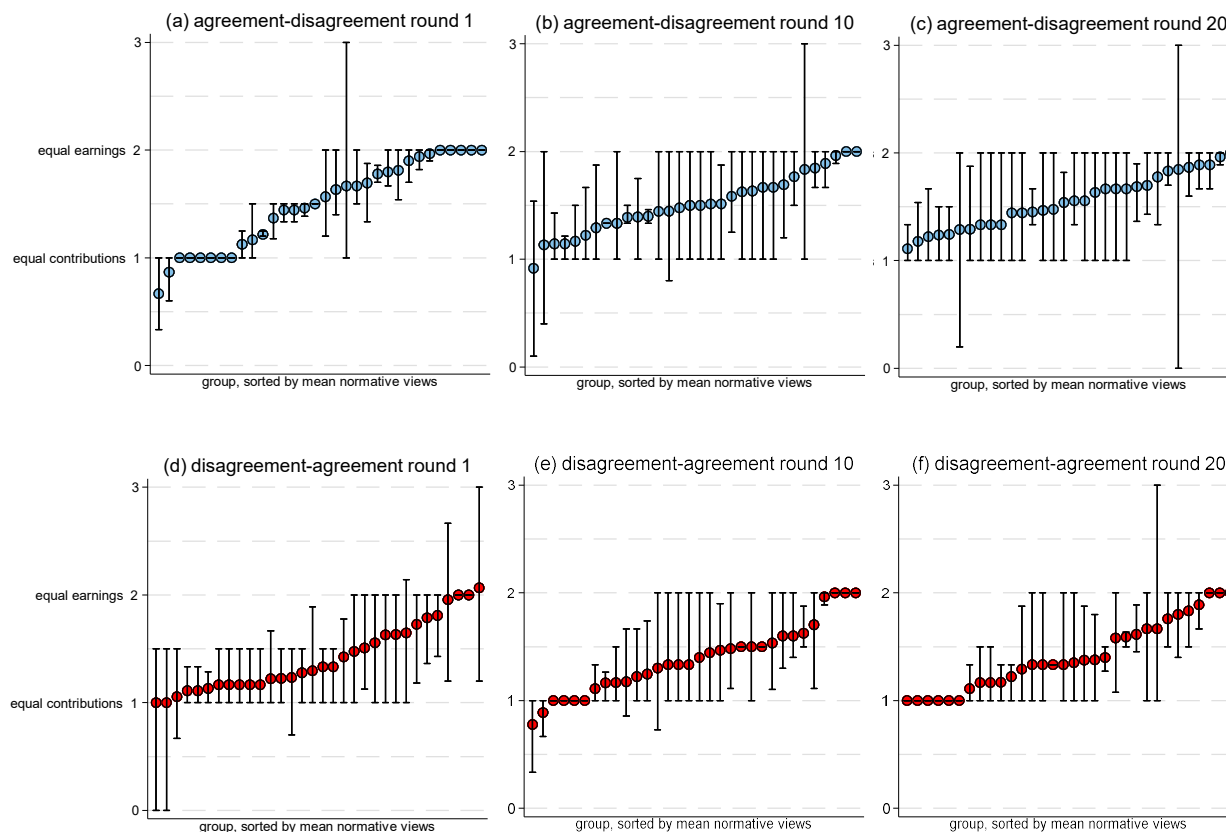 (a) agreement-disagreement round 1
3
equal earnings 2
equal contributions 1
0
group, sorted by mean normative views
(b) agreement-disagreement round 10
3
2
1
0
group, sorted by mean normative views
(c) agreement-disagreement round 20
3
2
1
0
group, sorted by mean normative views
(d) disagreement-agreement round 1
3
equal earnings 2
equal contributions 1
0
group, sorted by mean normative views
(e) disagreement-agreement round 10
3
2
1
0
group, sorted by mean normative views
(f) disagreement-agreement round 20
3
2
1
0
group, sorted by mean normative views